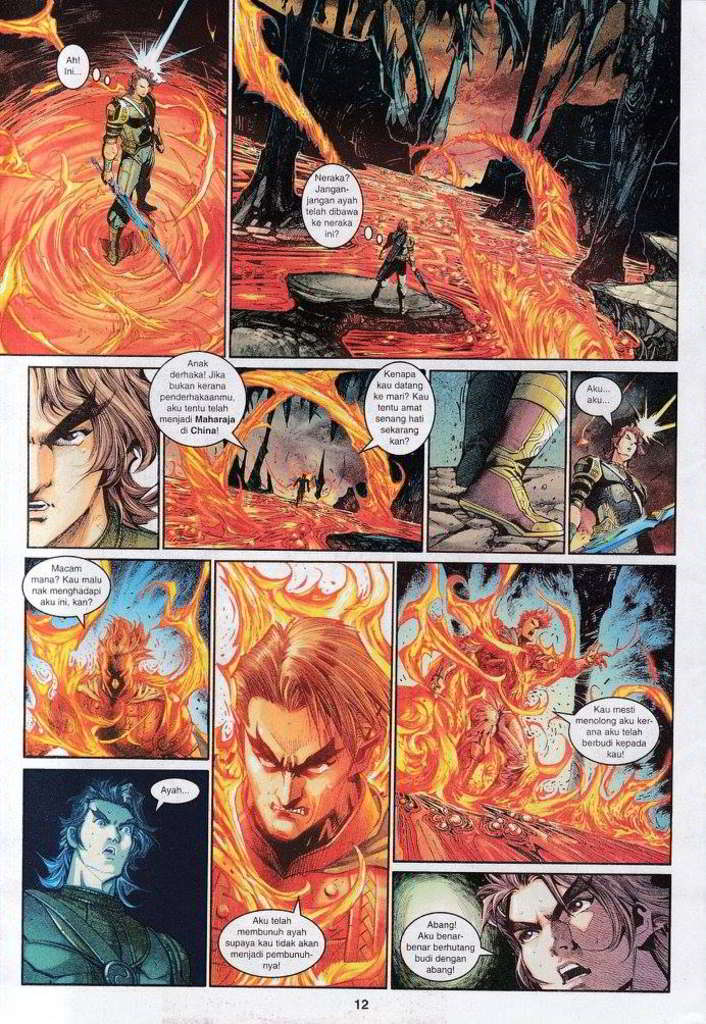 Ah!
Ini...
Neraka?
Jangan-
jangan ayah
telah dibawa
ke neraka
ini?
Anak
derhaka! Jika
bukan kerana
penderhakaanmu,
aku tentu telah
menjadi Maharaja
di China!
Kenapa
kau datang
ke mari? Kau
tentu amat
senang hati
sekarang
kan?
Aku...
aku...
Macam
mana? Kau malu
nak menghadapi
aku ini, kan?
Aku telah
membunuh ayah
supaya kau tidak akan
menjadi pembunuh-
nya!
Kau mesti
menolong aku ker-
ana aku telah
berbudi kepada
kau!
Ayah...
Abang!
Aku benar-
benar berhutang
budi dengan
abang!
12